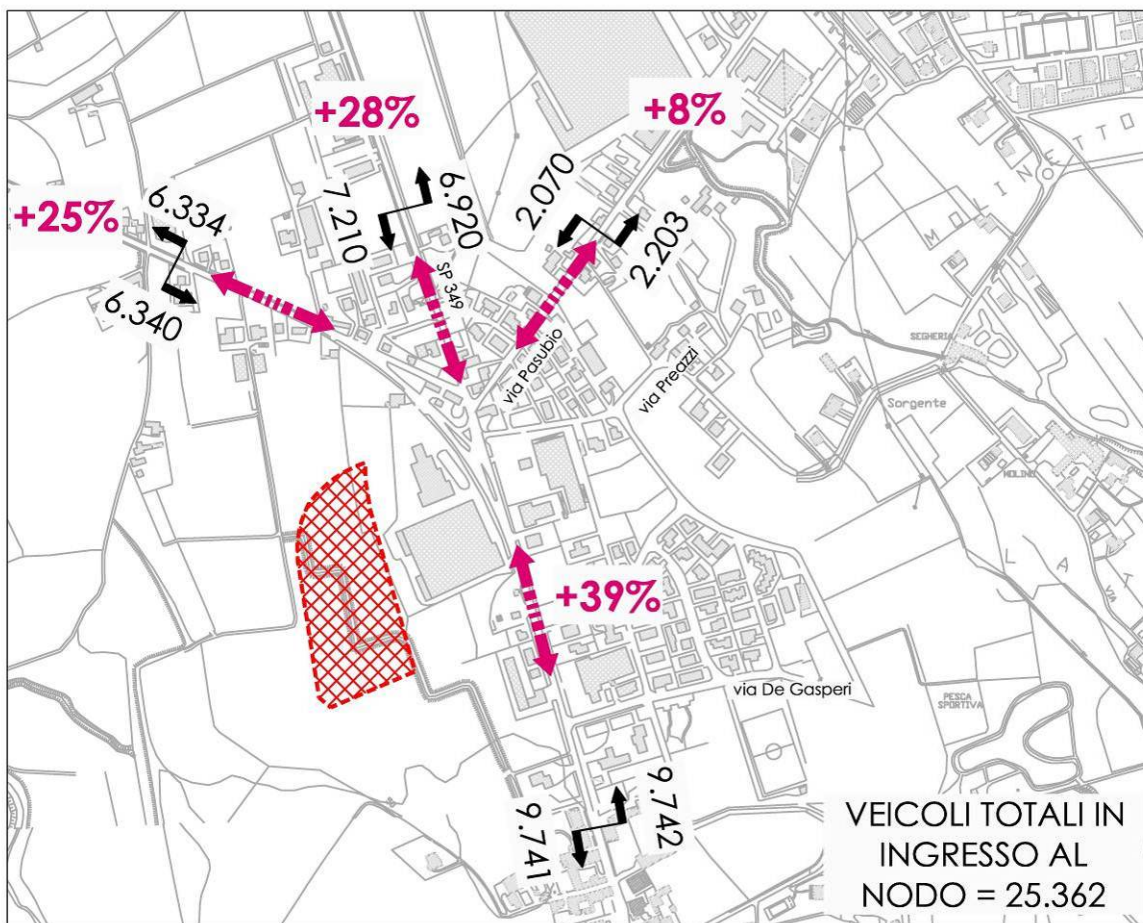 +28%
+8%
+25%
6.334
6.340
7.210
6.920
SP 349
2.070
2.203
MOLINETTO
via Pasubio
via Preazzi
SEGHERIA
Sorgente
MOLINO
LAT
VIA
+39%
via De Gasperi
PESCA
SPORTIVA
9.741
9.742
VEICOLI TOTALI IN
INGRESSO AL
NODO = 25.362